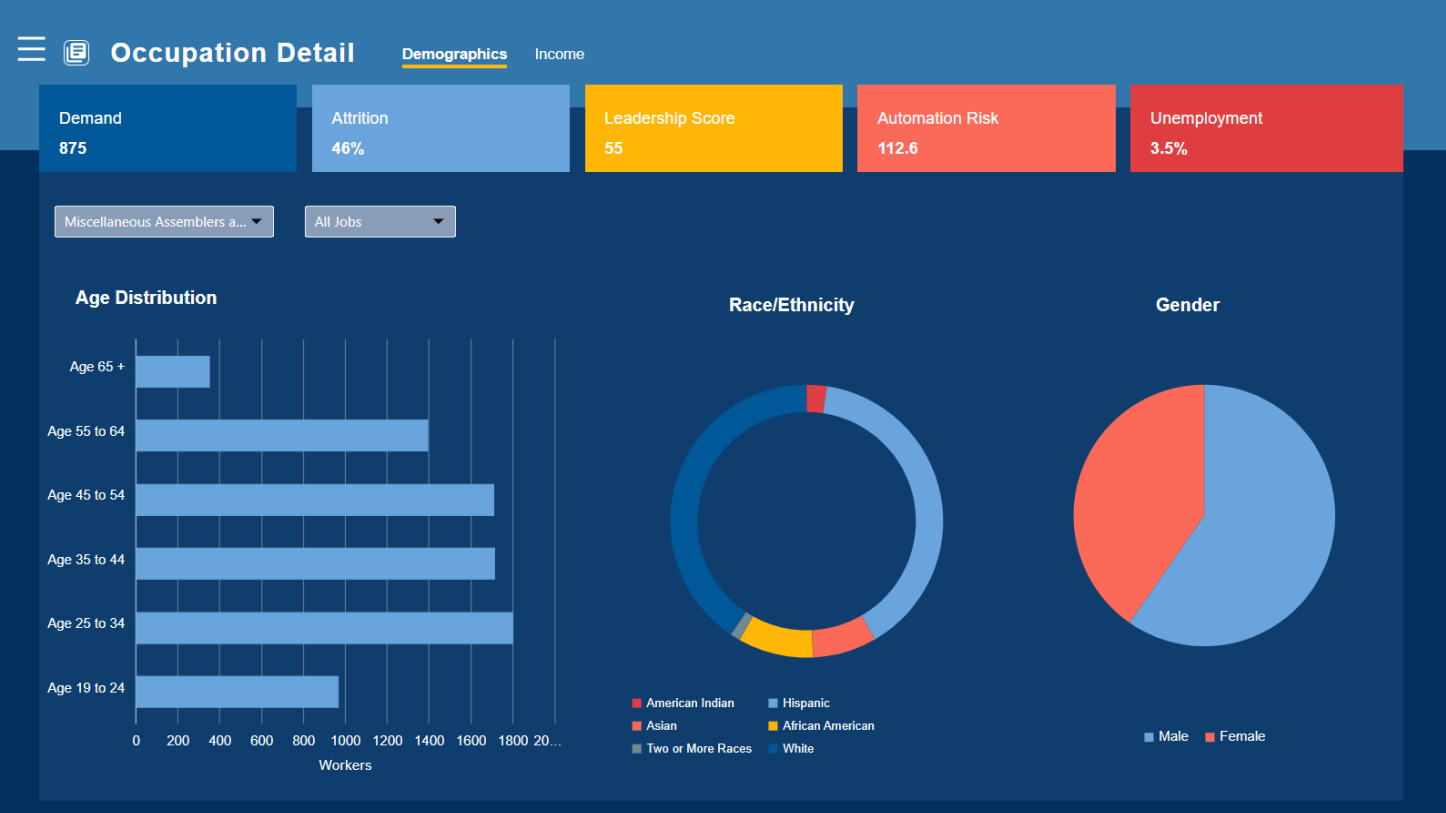 Occupation Detail
Demographics
Income
Demand
875
Attrition
46%
Leadership Score
55
Automation Risk
112.6
Unemployment
3.5%
Miscellaneous Assemblers a...
All Jobs
Age Distribution
Age 65 +
Age 55 to 64
Age 45 to 54
Age 35 to 44
Age 25 to 34
Age 19 to 24
0 200 400 600 800 1000 1200 1400 1600 1800 20...
Workers
Race/Ethnicity
American Indian
Hispanic
Asian
African American
Two or More Races
White
Gender
Male
Female